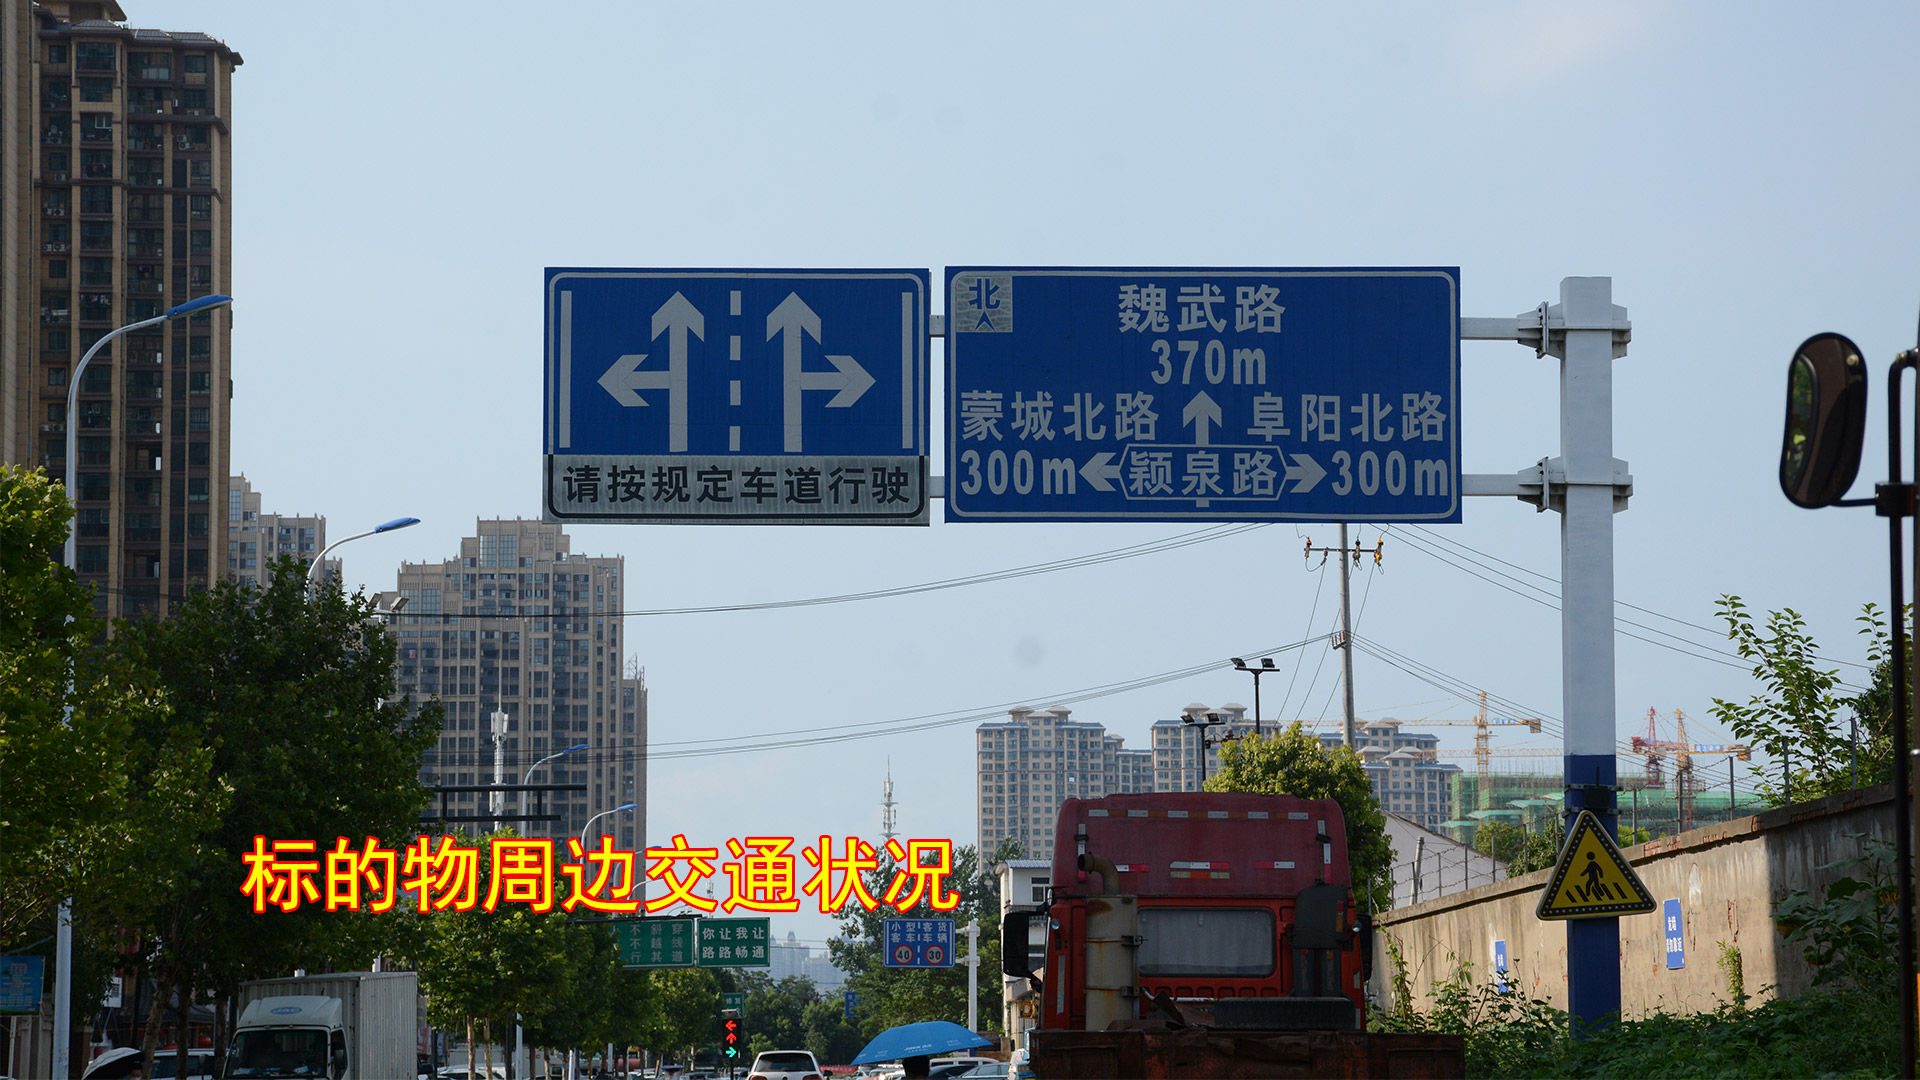 北
魏武路
370m
蒙城北路 阜阳北路
300m 颍泉路 300m
请按规定车道行驶
标的物周边交通状况
不斜穿
不越线
行其道
你让我让
路路畅通
小型客车 客货车辆
40 30